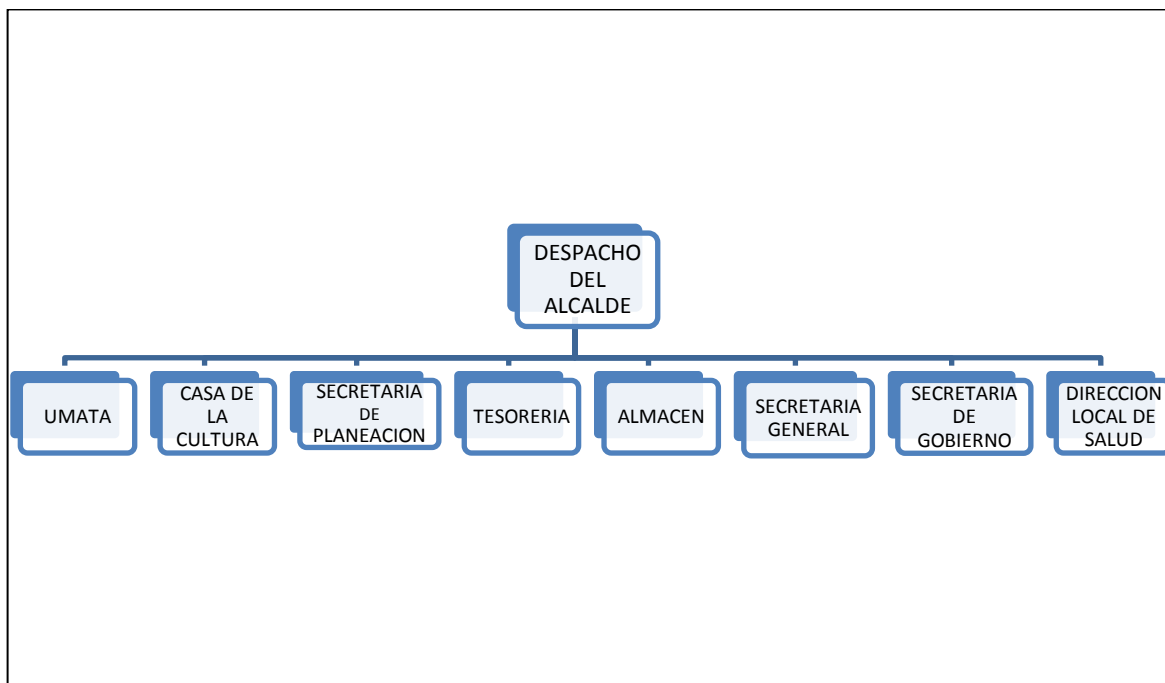 DESPACHO
DEL
ALCALDE
UMATA
CASA DE
LA
CULTURA
SECRETARIA
DE
PLANEACION
TESORERIA
ALMACEN
SECRETARIA
GENERAL
SECRETARIA
DE
GOBIERNO
DIRECCION
LOCAL DE
SALUD